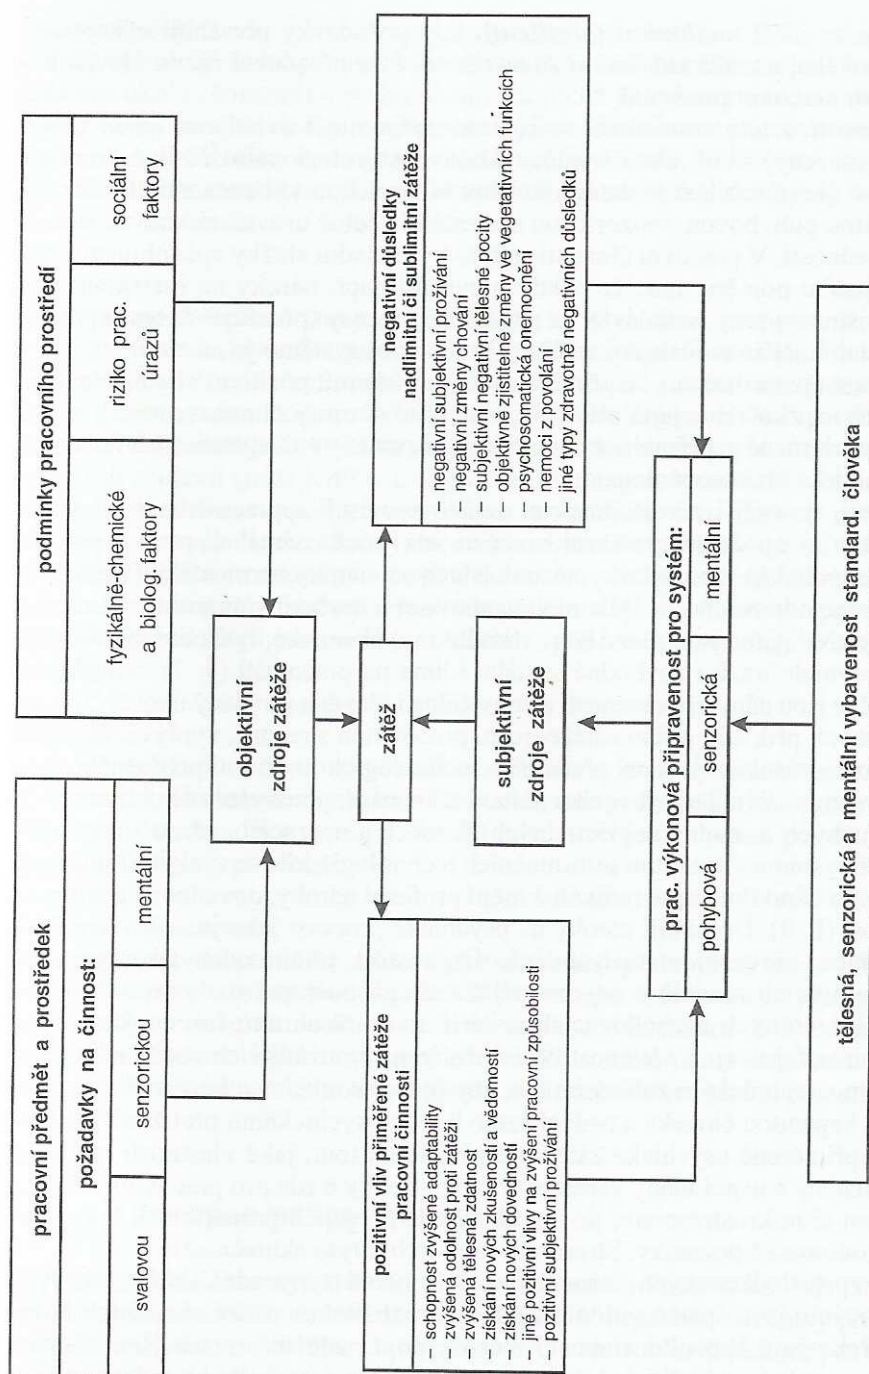 pracovní předmět a prostředek
požadavky na činnost:
svalovou
senzorickou
mentální
podmínky pracovního prostředí
fyzikálně-chemické
a biolog. faktory
riziko prac.
úrazů
sociální
faktory
objektivní
zdroje zátěže
pozitivní vliv přiměřené zátěže
pracovní činností
– schopnost zvýšené adaptability
– zvýšená odolnost proti zátěži
– zvýšená tělesná zdatnost
– získání nových zkušeností a vědomostí
– získání nových dovedností
– jiné pozitivní vlivy na zvýšení pracovní způsobilosti
– pozitivní subjektivní prožívání
zátěž
negativní důsledky
nadlimitní či sublimitní zátěže
– negativní subjektivní prožívání
– negativní změny chování
– subjektivní negativní tělesné pocity
– objektivně zjistitelné změny ve vegetativních funkcích
– psychosomatická onemocnění
– nemoci z povolání
– jiné typy zdravotně negativních důsledků
subjektivní
zdroje zátěže
prac. výkonová připravenost pro systém:
pohybová
senzorická
mentální
tělesná, senzorická a mentální vybavenost standard. člověka